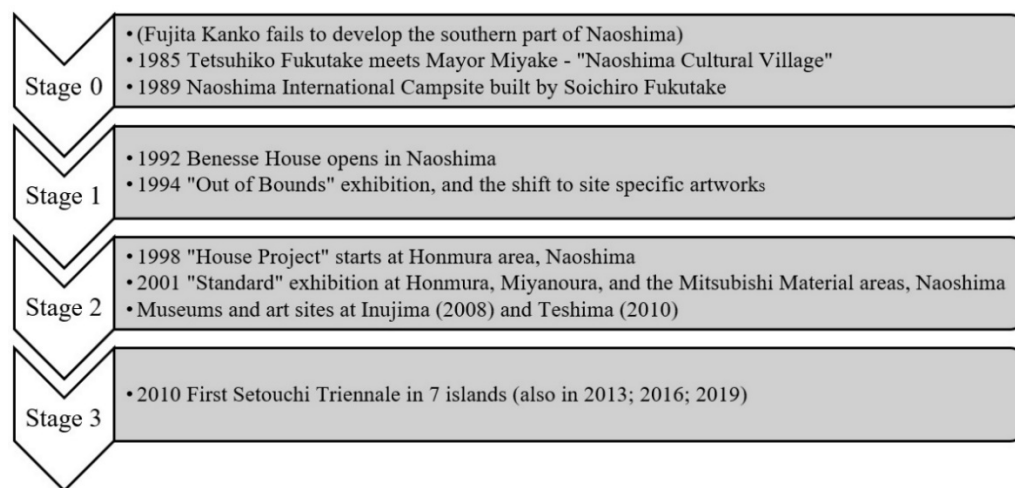 Stage 0
• (Fujita Kanko fails to develop the southern part of Naoshima)
• 1985 Tetsuhiko Fukutake meets Mayor Miyake - "Naoshima Cultural Village"
• 1989 Naoshima International Campsite built by Soichiro Fukutake
Stage 1
• 1992 Benesse House opens in Naoshima
• 1994 "Out of Bounds" exhibition, and the shift to site specific artworks
Stage 2
• 1998 "House Project" starts at Honmura area, Naoshima
• 2001 "Standard" exhibition at Honmura, Miyanoura, and the Mitsubishi Material areas, Naoshima
• Museums and art sites at Inujima (2008) and Teshima (2010)
Stage 3
• 2010 First Setouchi Triennale in 7 islands (also in 2013; 2016; 2019)